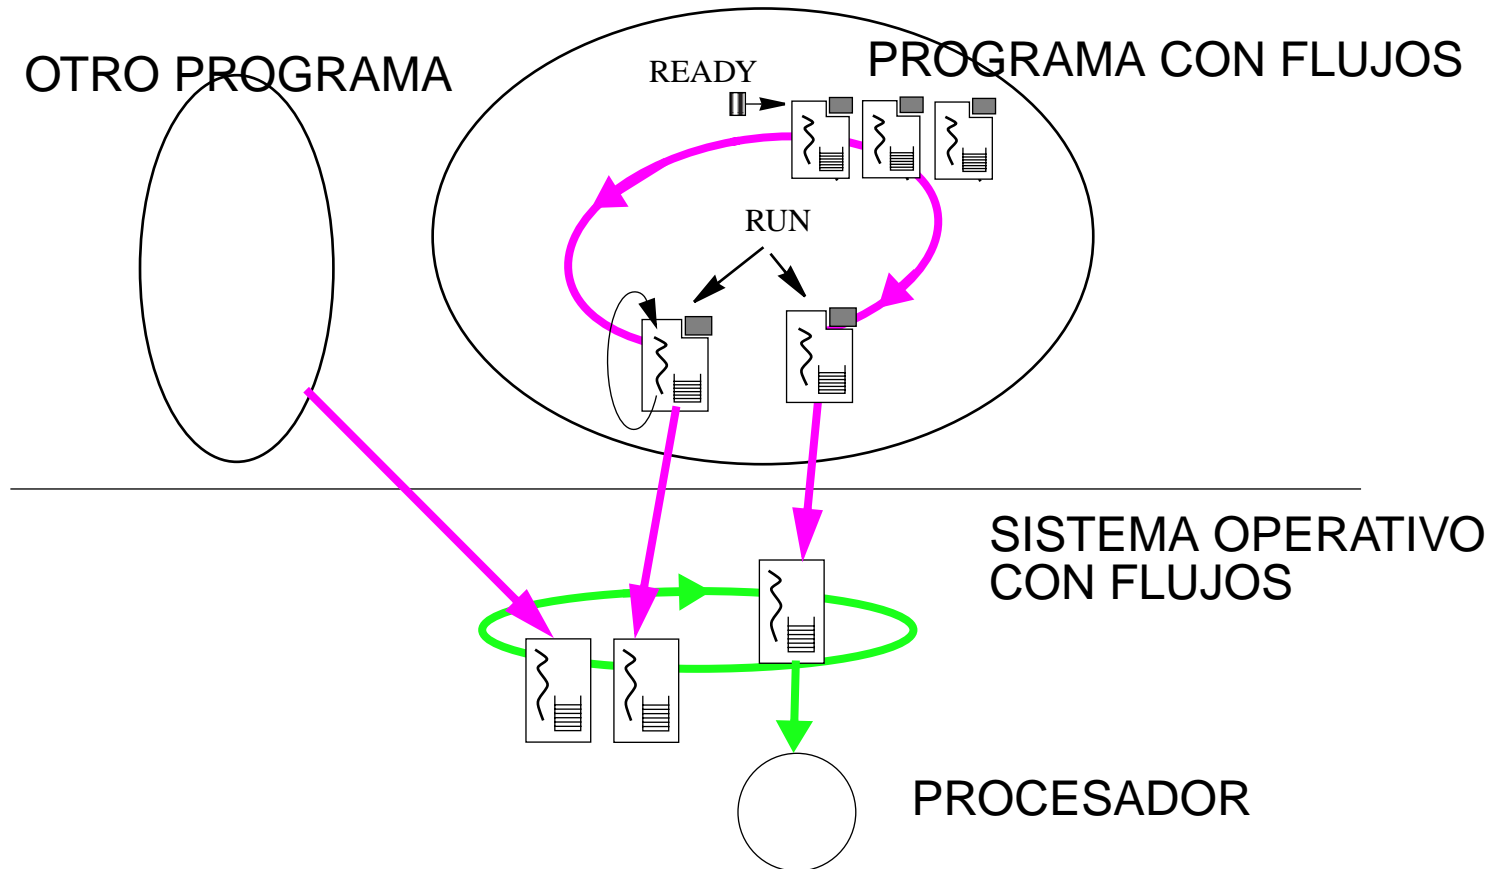 OTRO PROGRAMA
PROGRAMA CON FLUJOS
READY
RUN
SISTEMA OPERATIVO
CON FLUJOS
PROCESADOR